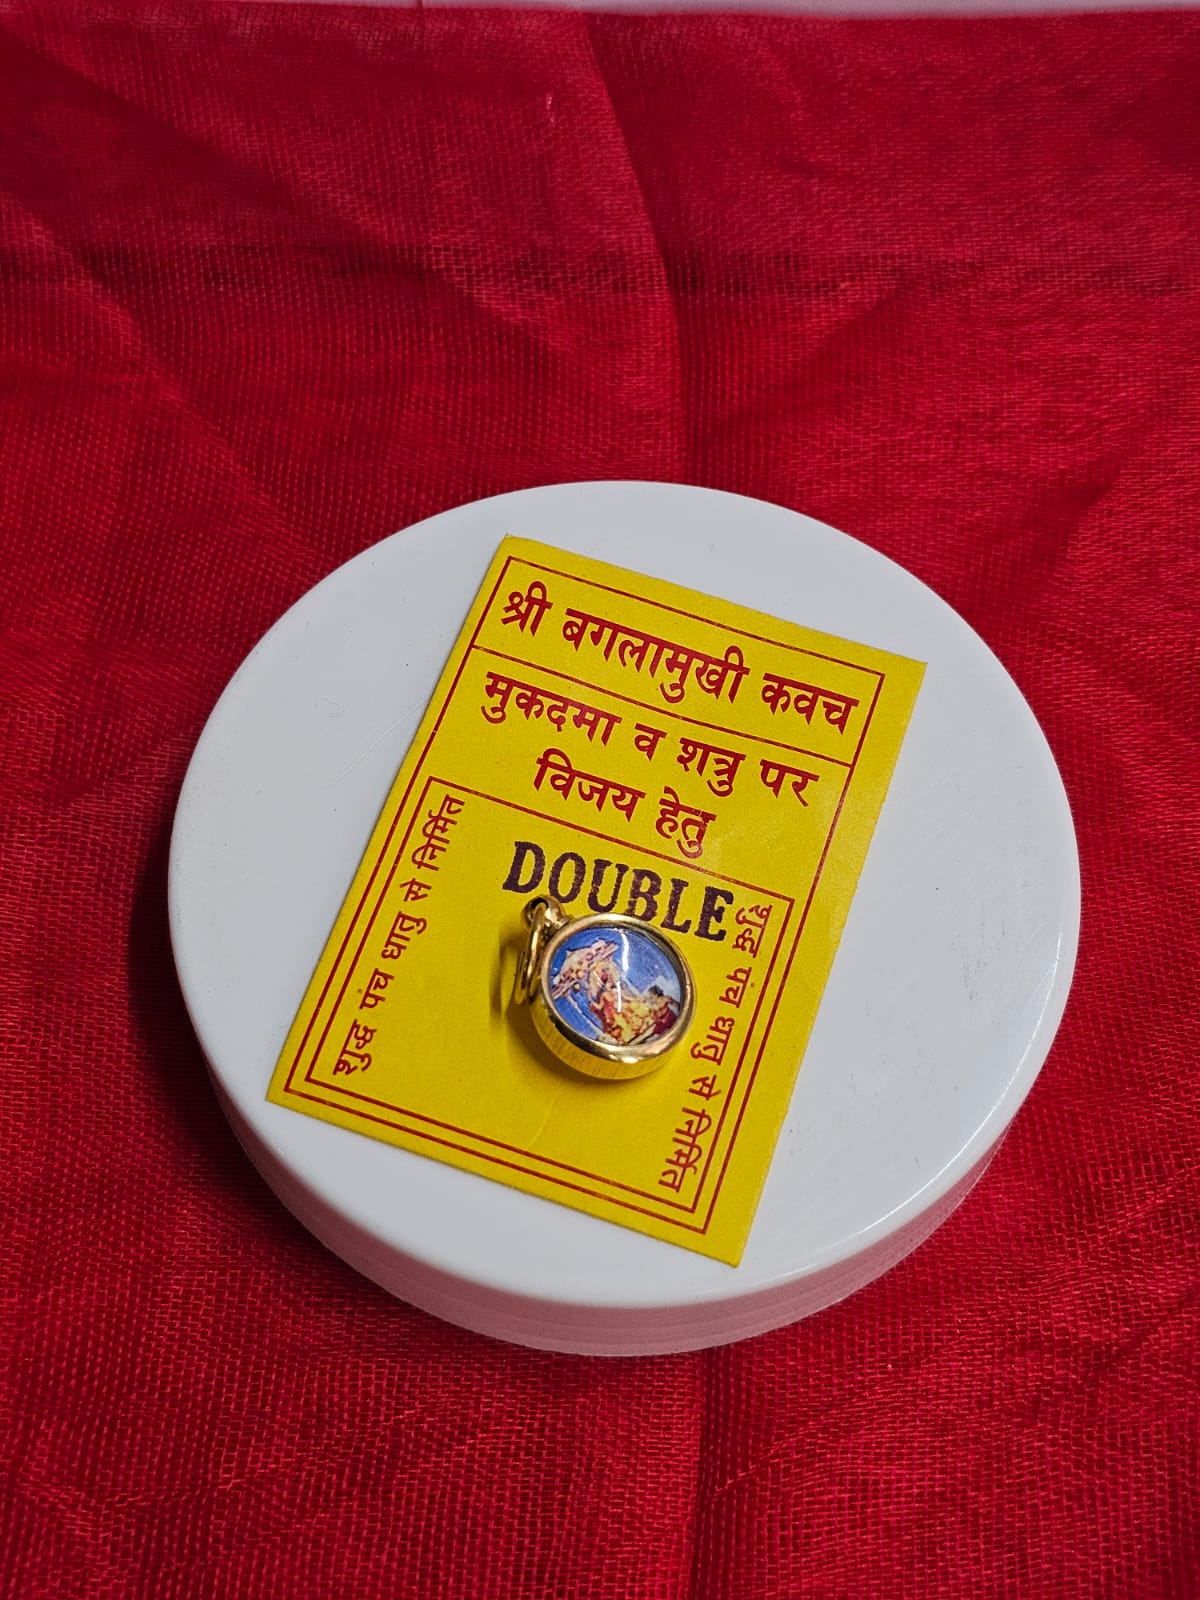 श्री बगलामुखी कवच
मुकदमा व शत्रु पर
विजय हेतु
DOUBLE
शुद्ध पंच धातु से निर्मित
शुद्ध पंच धातु से निर्मित